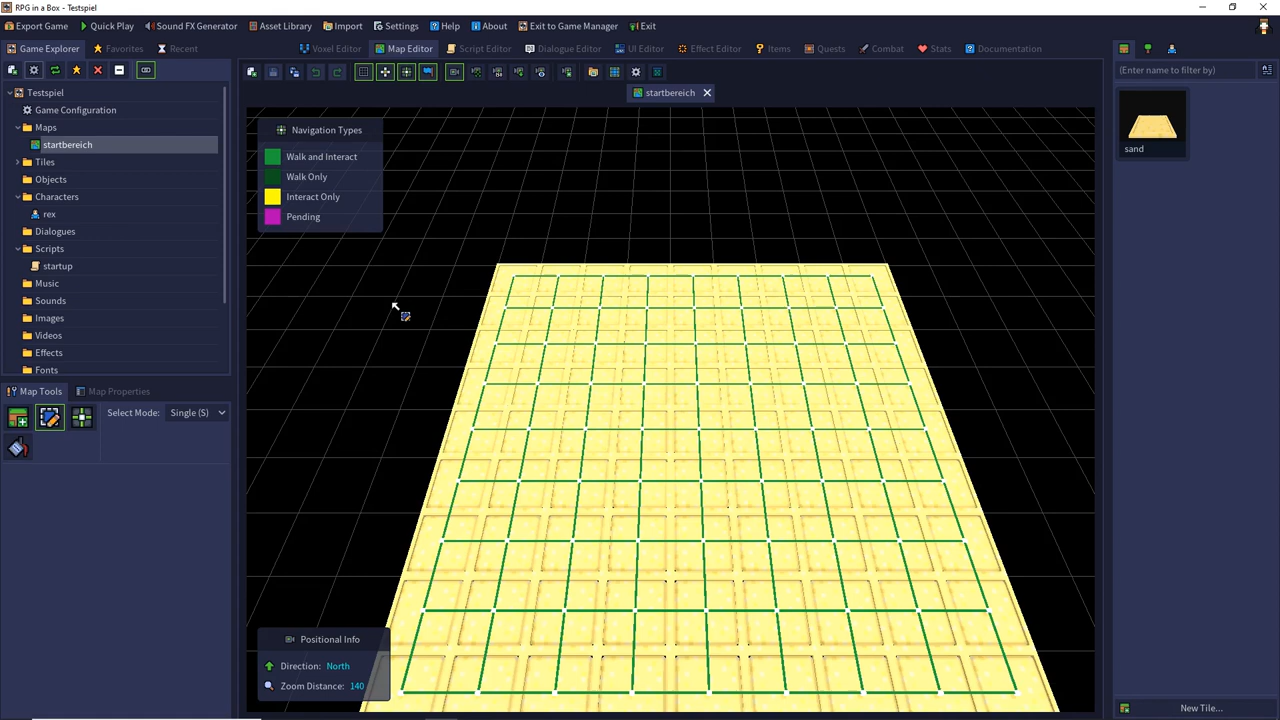 RPG in a Box - Testspiel
Export Game Quick Play Sound FX Generator Asset Library Import Settings Help About Exit to Game Manager Exit
Game Explorer Favorites Recent Voxel Editor Map Editor Script Editor Dialogue Editor UI Editor Effect Editor Items Quests Combat Stats Documentation
(Enter name to filter by)
startbereich
Testspiel
Game Configuration
Maps
startbereich
Tiles
Objects
Characters
rex
Dialogues
Scripts
startup
Music
Sounds
Images
Videos
Effects
Fonts
Map Tools Map Properties
Select Mode: Single (S)
Navigation Types
Walk and Interact
Walk Only
Interact Only
Pending
Positional Info
Direction: North
Zoom Distance: 140
sand
New Tile...